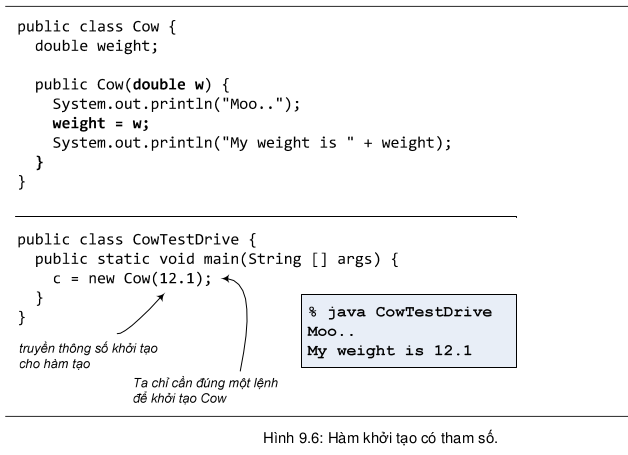 public class Cow {
double weight;
public Cow(double w) {
System.out.println("Moo..");
weight = w;
System.out.println("My weight is " + weight);
}
}
public class CowTestDrive {
public static void main(String [] args) {
c = new Cow(12.1);
}
}
% java CowTestDrive
Moo..
My weight is 12.1
truyền thông số khởi tạo
cho hàm tạo
Ta chỉ cần đúng một lệnh
để khởi tạo Cow
Hình 9.6: Hàm khởi tạo có tham số.